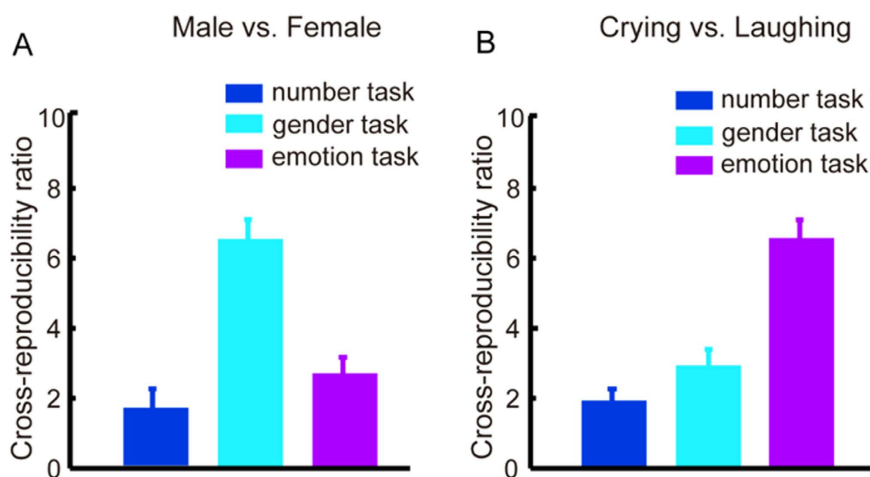 A
Male vs. Female
number task
gender task
emotion task
Cross-reproducibility ratio
10
8
6
4
2
0
B
Crying vs. Laughing
number task
gender task
emotion task
Cross-reproducibility ratio
10
8
6
4
2
0